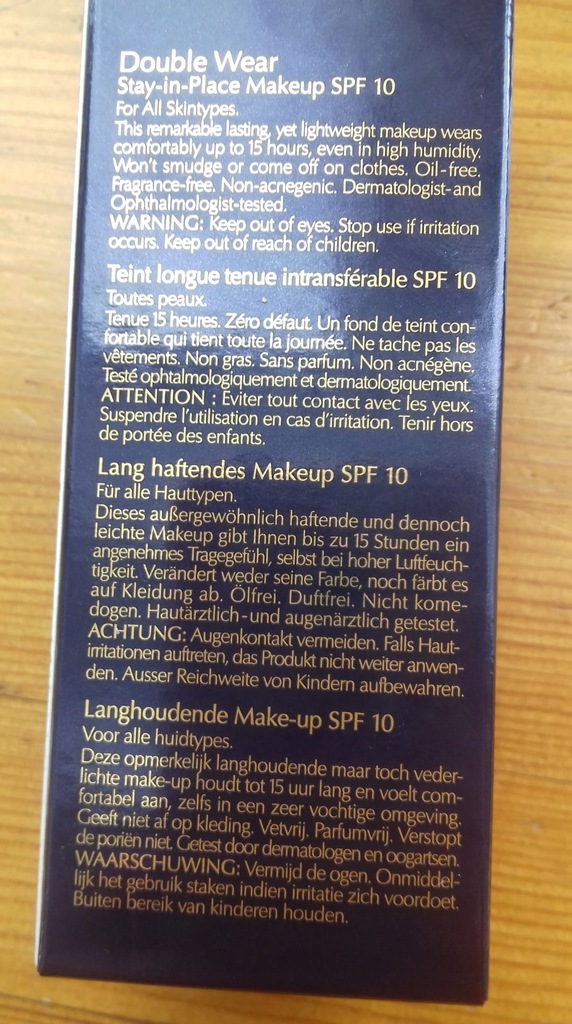 Double Wear
Stay-in-Place Makeup SPF 10
For All Skintypes.
This remarkable lasting, yet lightweight makeup wears
comfortably up to 15 hours, even in high humidity.
Won't smudge or come off on clothes. Oil-free.
Fragrance-free. Non-acnegenic. Dermatologist-and
Ophthalmologist-tested.
WARNING: Keep out of eyes. Stop use if irritation
occurs. Keep out of reach of children.
Teint longue tenue intransférable SPF 10
Toutes peaux.
Tenue 15 heures. Zéro défaut. Un fond de teint con-
fortable qui tient toute la journée. Ne tache pas les
vêtements. Non gras. Sans parfum. Non acnégène.
Testé ophtalmologiquement et dermatologiquement.
ATTENTION : Eviter tout contact avec les yeux.
Suspendre l'utilisation en cas d'irritation. Tenir hors
de portée des enfants.
Lang haftendes Makeup SPF 10
Für alle Hauttypen.
Dieses außergewöhnlich haftende und dennoch
leichte Makeup gibt Ihnen bis zu 15 Stunden ein
angenehmes Tragegefühl, selbst bei hoher Luftfeuch-
tigkeit. Verändert weder seine Farbe, noch färbt es
auf Kleidung ab. Ölfrei. Duftfrei. Nicht kome-
dogen. Hautärztlich-und augenärztlich getestet.
ACHTUNG: Augenkontakt vermeiden. Falls Haut-
irritationen auftreten, das Produkt nicht weiter anwen-
den. Ausser Reichweite von Kindern aufbewahren.
Langhoudende Make-up SPF 10
Voor alle huidtypes.
Deze opmerkelijk langhoudende maar toch veder-
lichte make-up houdt tot 15 uur lang en voelt com-
fortabel aan, zelfs in een zeer vochtige omgeving.
Geeft niet af op kleding. Vetvrij. Parfumvrij. Verstopt
de poriën niet. Getest door dermatologen en oogartsen.
WAARSCHUWING: Vermijd de ogen. Onmiddel-
lijk het gebruik staken indien irritatie zich voordoet.
Buiten bereik van kinderen houden.